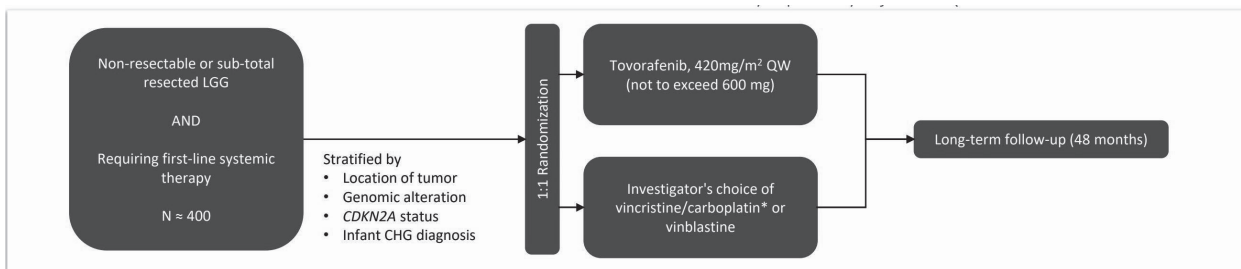 Non-resectable or sub-total
resected LGG
AND
Requiring first-line systemic
therapy
N ≈ 400
Stratified by
• Location of tumor
• Genomic alteration
• CDKN2A status
• Infant CHG diagnosis
1:1 Randomization
Tovorafenib, 420mg/m² QW
(not to exceed 600 mg)
Investigator's choice of
vincristine/carboplatin* or
vinblastine
Long-term follow-up (48 months)